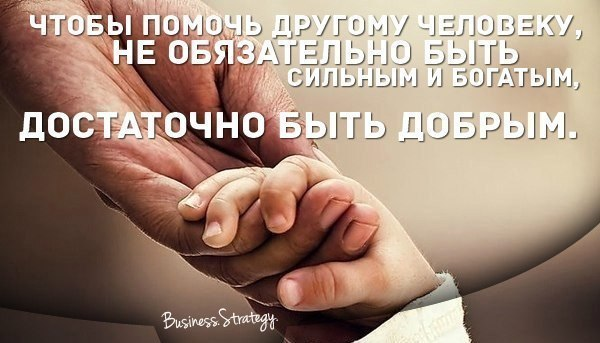 ЧТОБЫ ПОМОЧЬ ДРУГОМУ ЧЕЛОВЕКУ,
НЕ ОБЯЗАТЕЛЬНО БЫТЬ
СИЛЬНЫМ И БОГАТЫМ,
ДОСТАТОЧНО БЫТЬ ДОБРЫМ.
Business.Strategy.